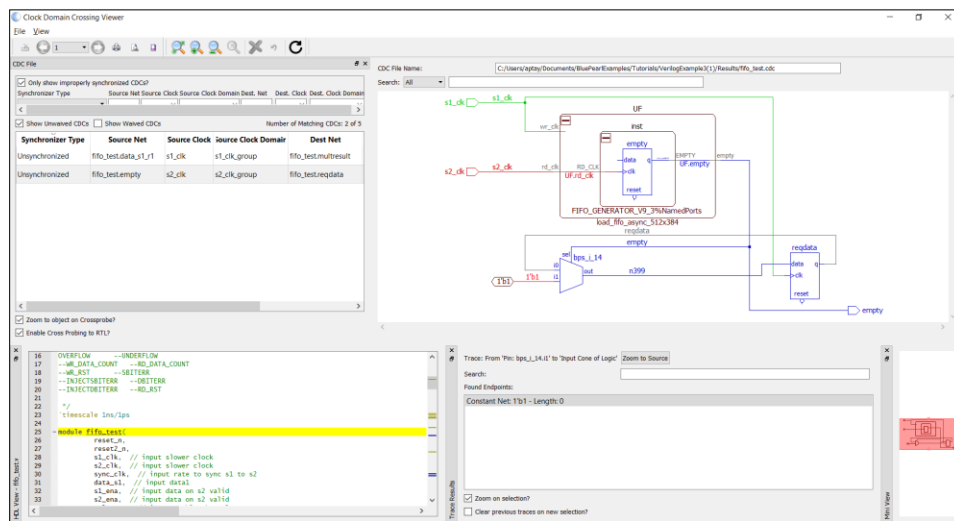 Clock Domain Crossing Viewer
File View
1
CDC File
Only show improperly synchronized CDCs?
Synchronizer Type Source Net Source Clock Source Clock Domain Dest. Net Dest. Clock Dest. Clock Domain
Show Unwaived CDCs Show Waived CDCs Number of Matching CDCs: 2 of 5
Synchronizer Type Source Net Source Clock Source Clock Domain Dest Net
Unsynchronized fifo_test.data_s1_r1 s1_clk s1_clk_group fifo_test.multresult
Unsynchronized fifo_test.empty s2_clk s2_clk_group fifo_test.reqdata
Zoom to object on Crossprobe?
Enable Cross Probing to RTL?
CDC File Name: C:/Users/aptay/Documents/BluePearlExamples/Tutorials/VerilogExample3(1)/Results/fifo_test.cdc
Search: All
s1_clk s1_clk
UF
wr_clk
inst
empty
data q
EMPTY empty
UF.empty
s2_clk s2_clk
rd_clk RD_CLK
UF.rd_clk
clk
reset
FIFO_GENERATOR_V9_3%NamedPorts
load_fifo_async_512x384
reqdata
empty
sel bps_i_14
reqdata
i0
i1
out
n399
data q
clk
1'b1 1'b1
reset
empty
16 OVERFLOW --UNDERFLOW
17 --WR_DATA_COUNT --RD_DATA_COUNT
18 --WR_RST --SBITERR
19 --INJECTSBITERR --DBITERR
20 --INJECTDBITERR --RD_RST
21
22 */
23 `timescale 1ns/1ps
24
25 module fifo_test(
26 reset_n,
27 reset2_n,
28 s1_clk, // input slower clock
29 s2_clk, // input slower clock
30 sync_clk, // input rate to sync s1 to s2
31 data_s1, // input data1
32 s1_ena, // input data on s2 valid
33 s2_ena, // input data on s2 valid
HDL View - fifo_test.v
Trace: From 'Pin: bps_i_14.i1' to 'Input Cone of Logic' Zoom to Source
Search:
Found Endpoints:
Constant Net: 1'b1 - Length: 0
Zoom on selection?
Clear previous traces on new selection?
Trace Results
Mini View